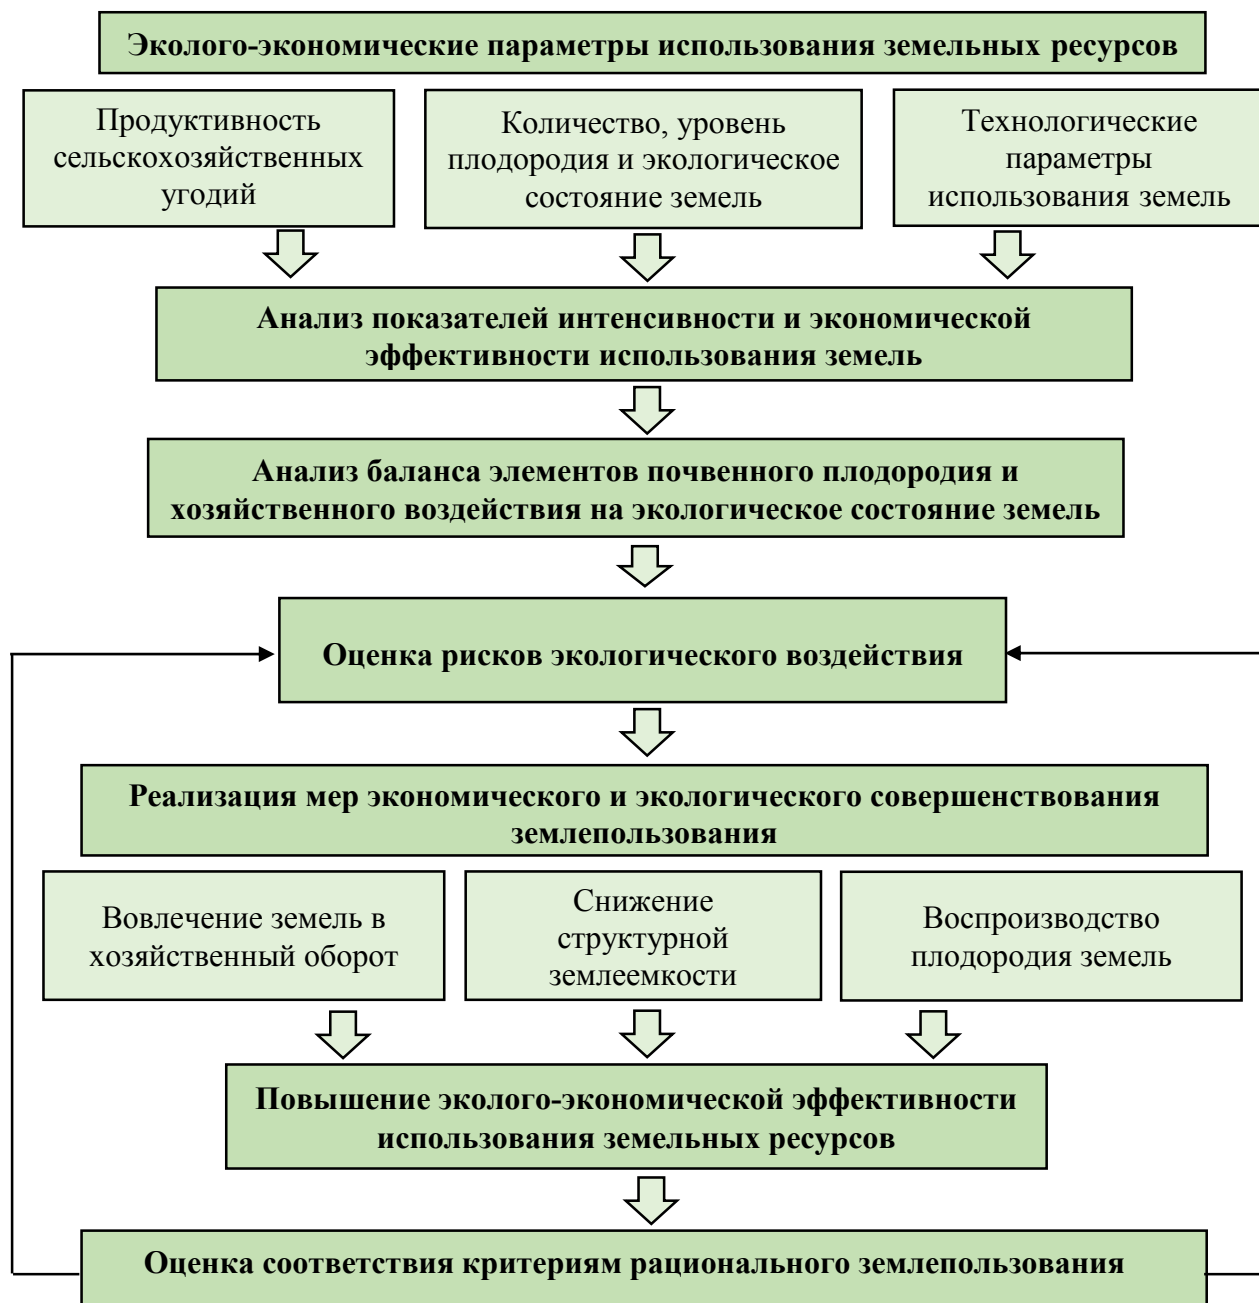 Эколого-экономические параметры использования земельных ресурсов
Продуктивность
сельскохозяйственных
угодий
Количество, уровень
плодородия и экологическое
состояние земель
Технологические
параметры
использования земель
Анализ показателей интенсивности и экономической
эффективности использования земель
Анализ баланса элементов почвенного плодородия и
хозяйственного воздействия на экологическое состояние земель
Оценка рисков экологического воздействия
Реализация мер экономического и экологического совершенствования
землепользования
Вовлечение земель в
хозяйственный оборот
Снижение
структурной
землеемкости
Воспроизводство
плодородия земель
Повышение эколого-экономической эффективности
использования земельных ресурсов
Оценка соответствия критериям рационального землепользования